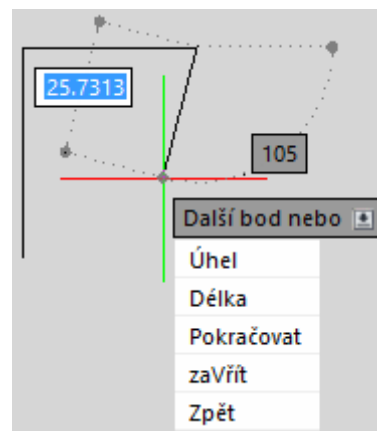 25.7313
105
Další bod nebo
Úhel
Délka
Pokračovat
zaVřít
Zpět